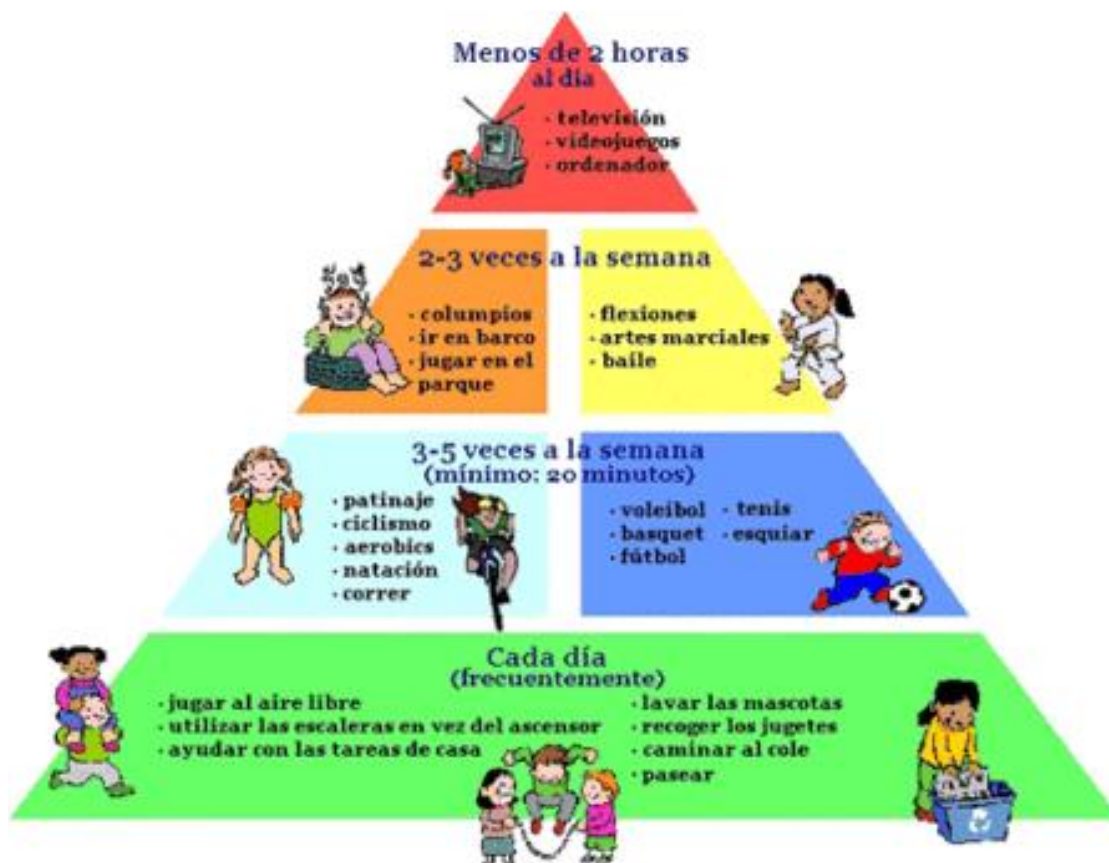 Menos de 2 horas
al dia
· televisión
· videojuegos
· ordenador
2-3 veces a la semana
· columpios
· ir en barco
· jugar en el
parque
· flexiones
· artes marciales
· baile
3-5 veces a la semana
(mínimo: 20 minutos)
· patinaje
· ciclismo
· aerobics
· natación
· correr
· voleibol · tenis
· basquet · esquiar
· fútbol
Cada día
(frecuentemente)
· jugar al aire libre
· utilizar las escaleras en vez del ascensor
· ayudar con las tareas de casa
· lavar las mascotas
· recoger los jugetes
· caminar al cole
· pasear